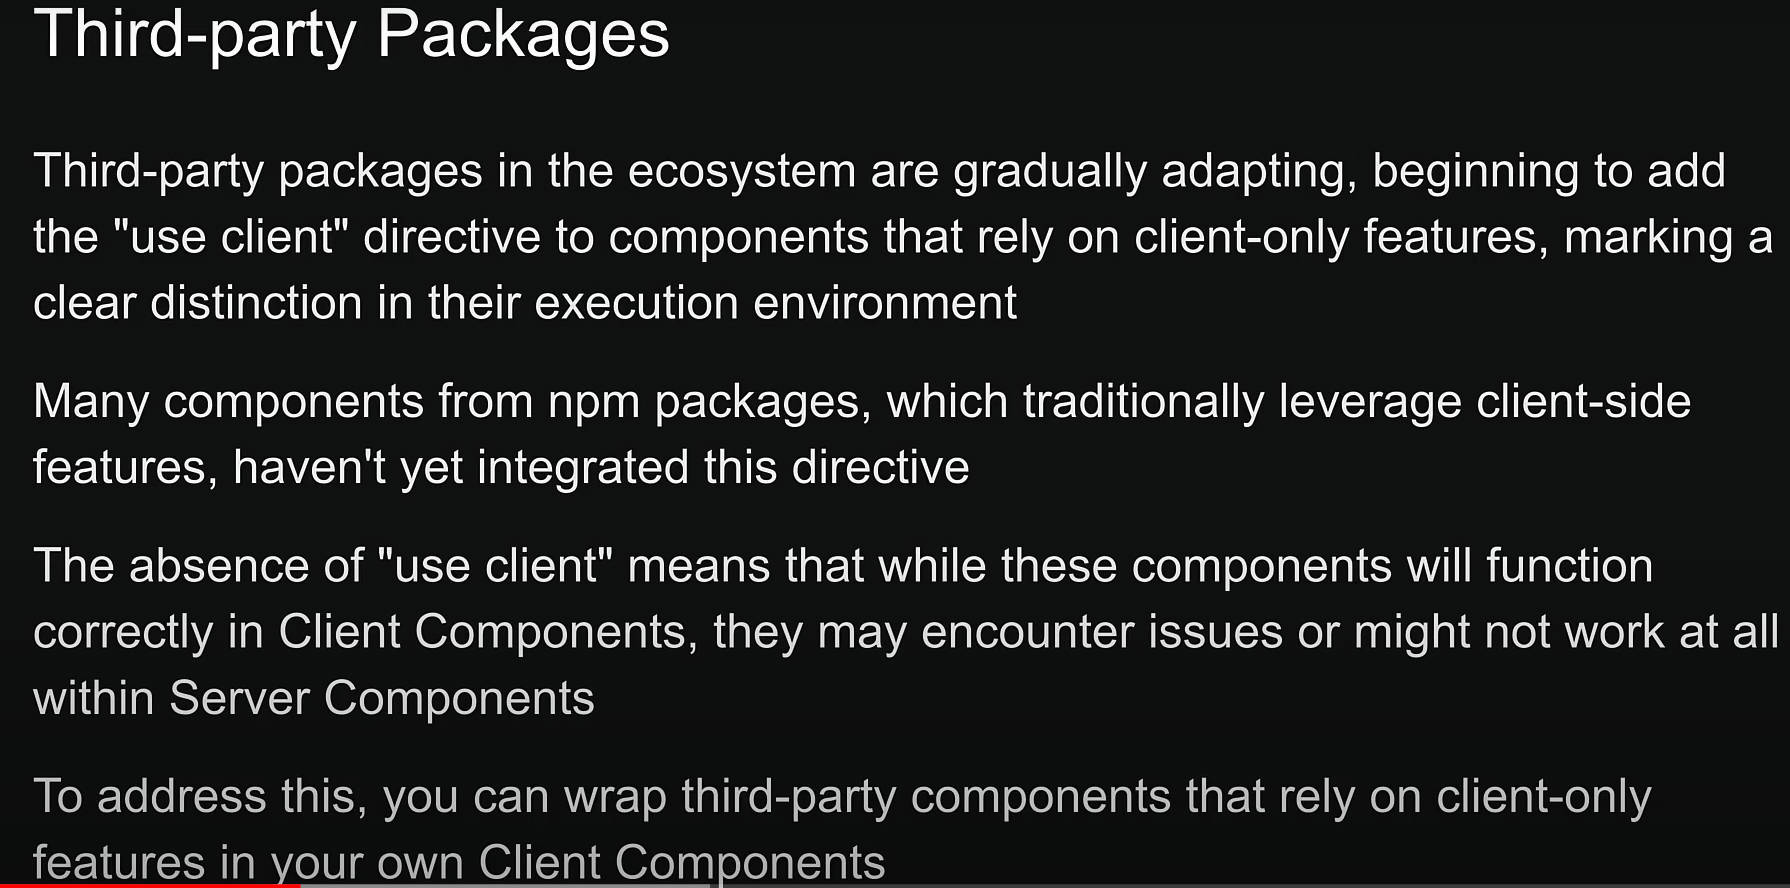 Third-party Packages
Third-party packages in the ecosystem are gradually adapting, beginning to add
the "use client" directive to components that rely on client-only features, marking a
clear distinction in their execution environment
Many components from npm packages, which traditionally leverage client-side
features, haven't yet integrated this directive
The absence of "use client" means that while these components will function
correctly in Client Components, they may encounter issues or might not work at all
within Server Components
To address this, you can wrap third-party components that rely on client-only
features in your own Client Components